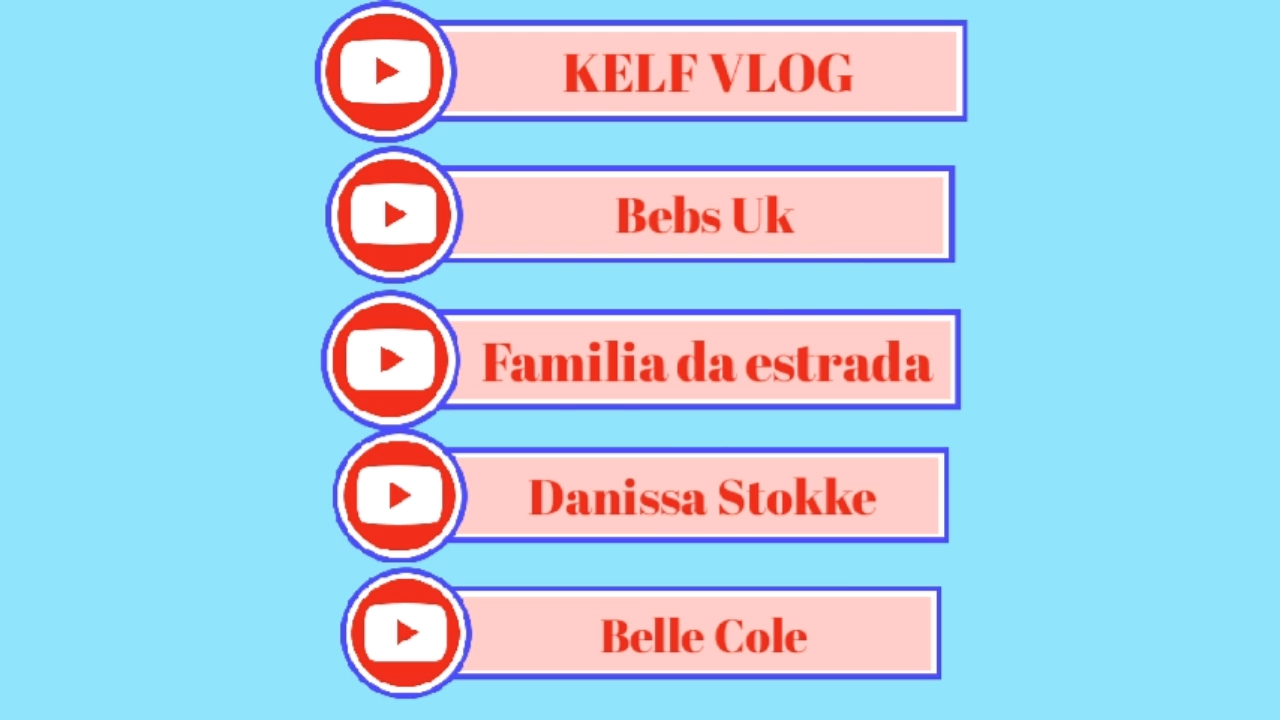 KELF VLOG
Bebs Uk
Familia da estrada
Danissa Stokke
Belle Cole